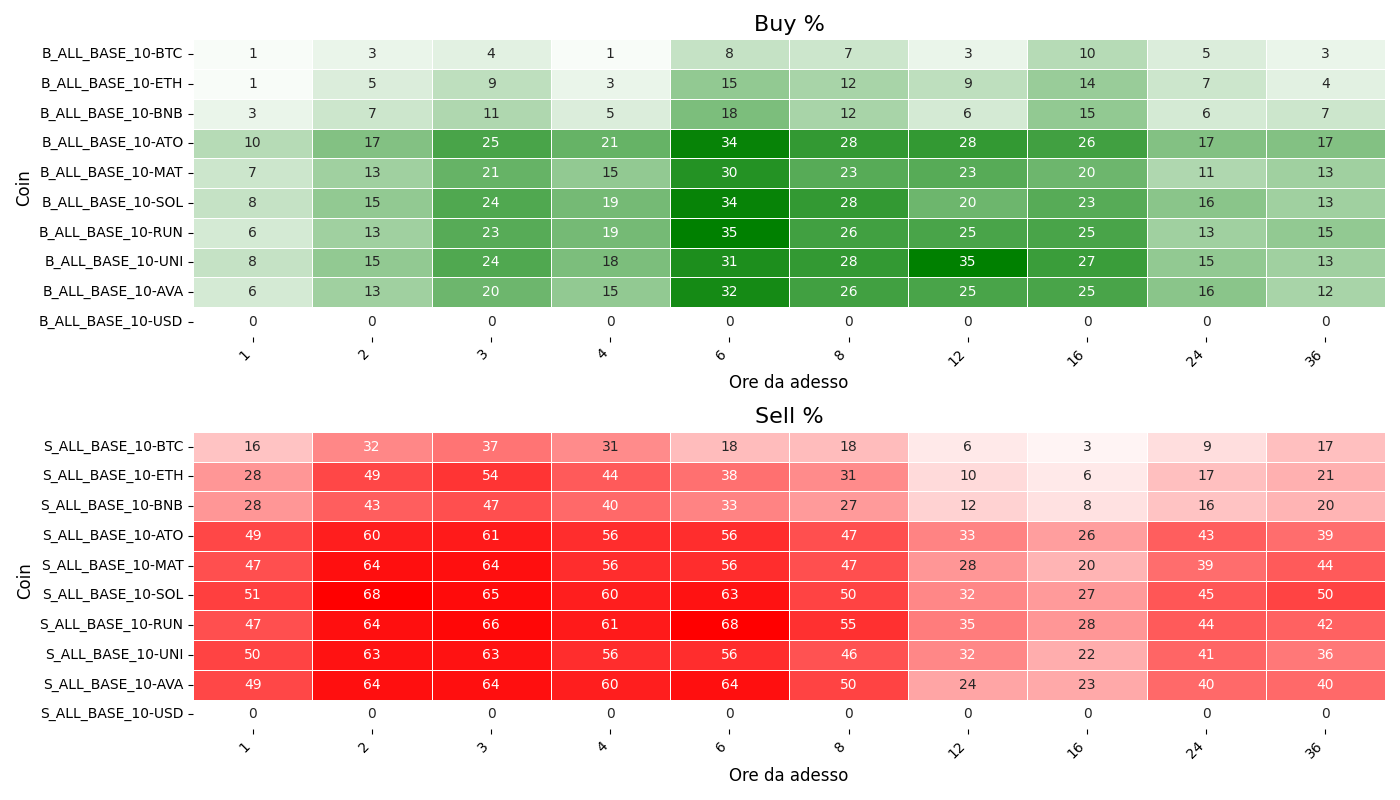 Buy %
Coin
B_ALL_BASE_10-BTC 1 3 4 1 8 7 3 10 5 3
B_ALL_BASE_10-ETH 1 5 9 3 15 12 9 14 7 4
B_ALL_BASE_10-BNB 3 7 11 5 18 12 6 15 6 7
B_ALL_BASE_10-ATO 10 17 25 21 34 28 28 26 17 17
B_ALL_BASE_10-MAT 7 13 21 15 30 23 23 20 11 13
B_ALL_BASE_10-SOL 8 15 24 19 34 28 20 23 16 13
B_ALL_BASE_10-RUN 6 13 23 19 35 26 25 25 13 15
B_ALL_BASE_10-UNI 8 15 24 18 31 28 35 27 15 13
B_ALL_BASE_10-AVA 6 13 20 15 32 26 25 25 16 12
B_ALL_BASE_10-USD 0 0 0 0 0 0 0 0 0 0
1 2 3 4 6 8 12 16 24 36
Ore da adesso
Sell %
Coin
S_ALL_BASE_10-BTC 16 32 37 31 18 18 6 3 9 17
S_ALL_BASE_10-ETH 28 49 54 44 38 31 10 6 17 21
S_ALL_BASE_10-BNB 28 43 47 40 33 27 12 8 16 20
S_ALL_BASE_10-ATO 49 60 61 56 56 47 33 26 43 39
S_ALL_BASE_10-MAT 47 64 64 56 56 47 28 20 39 44
S_ALL_BASE_10-SOL 51 68 65 60 63 50 32 27 45 50
S_ALL_BASE_10-RUN 47 64 66 61 68 55 35 28 44 42
S_ALL_BASE_10-UNI 50 63 63 56 56 46 32 22 41 36
S_ALL_BASE_10-AVA 49 64 64 60 64 50 24 23 40 40
S_ALL_BASE_10-USD 0 0 0 0 0 0 0 0 0 0
1 2 3 4 6 8 12 16 24 36
Ore da adesso